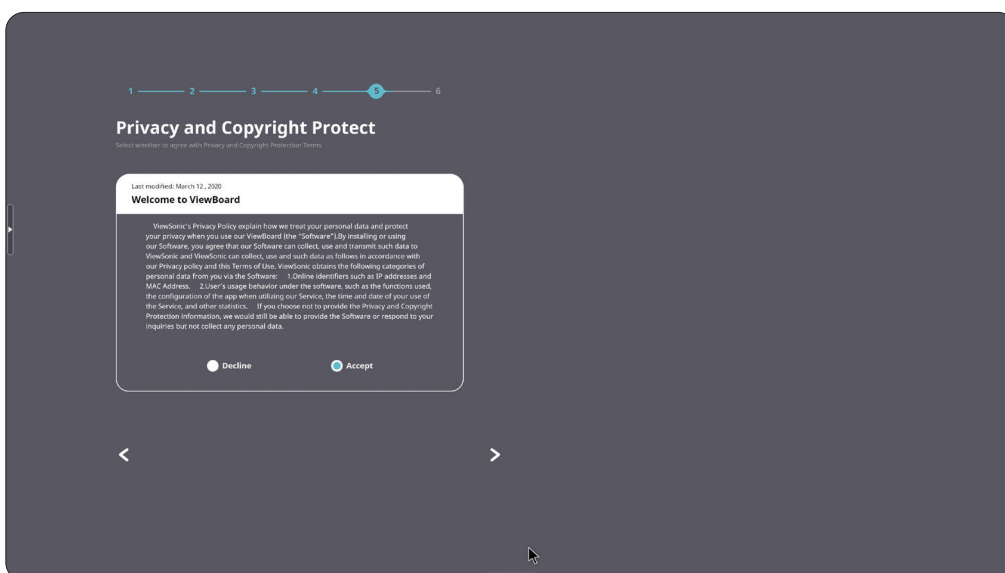 1 2 3 4 5 6
Privacy and Copyright Protect
Select whether to agree with Privacy and Copyright Protection Terms
Last modified: March 12 , 2020
Welcome to ViewBoard
ViewSonic's Privacy Policy explain how we treat your personal data and protect
your privacy when you use our ViewBoard (the "Software").By installing or using
our Software, you agree that our Software can collect, use and transmit such data to
ViewSonic and ViewSonic can collect, use and such data as follows in accordance with
our Privacy policy and this Terms of Use. ViewSonic obtains the following categories of
personal data from you via the Software: 1.Online identifiers such as IP addresses and
MAC Address. 2.User's usage behavior under the software, such as the functions used,
the configuration of the app when utilizing our Service, the time and date of your use of
the Service, and other statistics. If you choose not to provide the Privacy and Copyright
Protection information, we would still be able to provide the Software or respond to your
inquiries but not collect any personal data.
Decline Accept